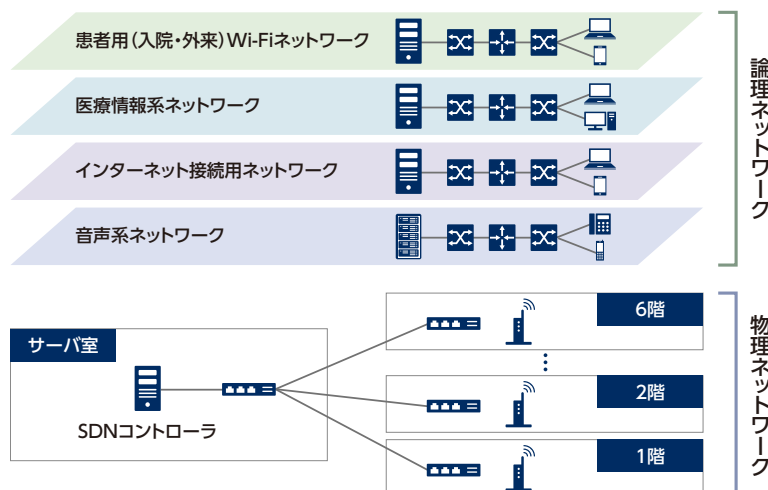 患者用(入院・外来)Wi-Fiネットワーク
医療情報系ネットワーク
インターネット接続用ネットワーク
音声系ネットワーク
論理ネットワーク
サーバ室
SDNコントローラ
6階
2階
1階
物理ネットワーク